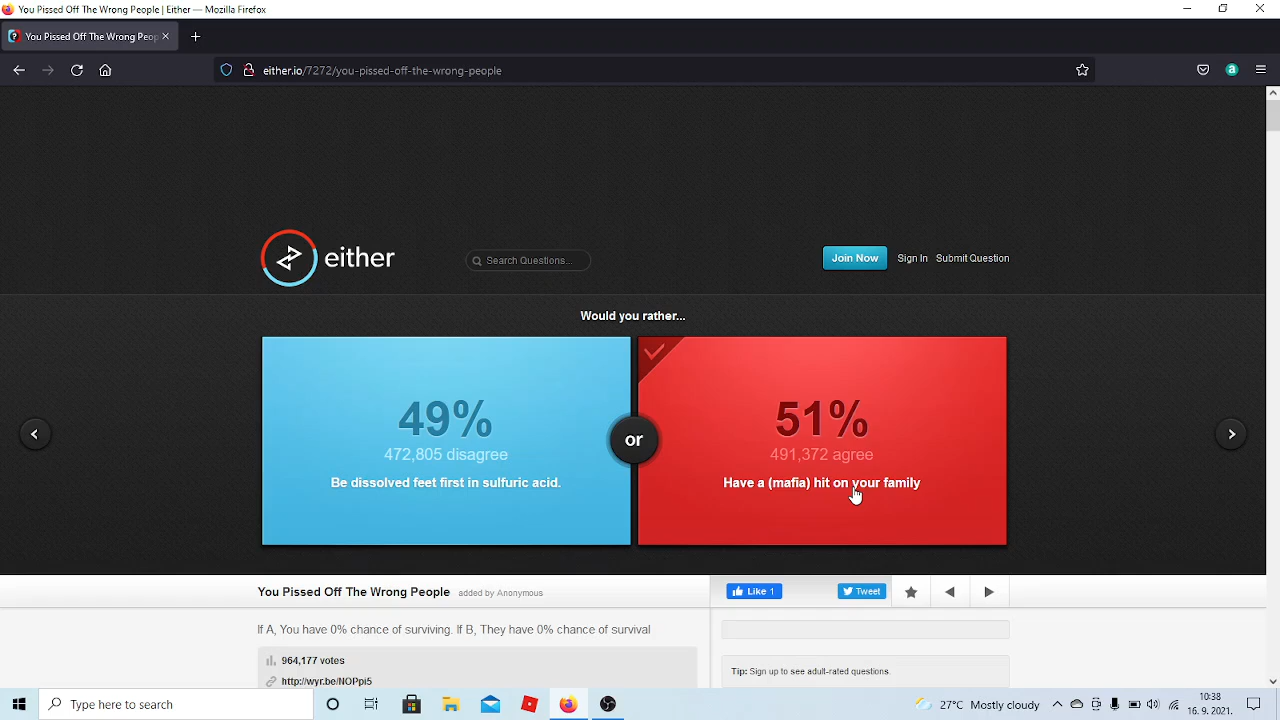 You Pissed Off The Wrong People | Either — Mozilla Firefox
You Pissed Off The Wrong Peop
either.io/7272/you-pissed-off-the-wrong-people
a
either
Search Questions...
Join Now
Sign In
Submit Question
Would you rather...
49%
472,805 disagree
Be dissolved feet first in sulfuric acid.
or
51%
491,372 agree
Have a (mafia) hit on your family
You Pissed Off The Wrong People added by Anonymous
Like 1
Tweet
If A, You have 0% chance of surviving. If B, They have 0% chance of survival
964,177 votes
http://wyr.be/NOPpi5
Tip: Sign up to see adult-rated questions.
Type here to search
27°C Mostly cloudy
10:38
16. 9. 2021.